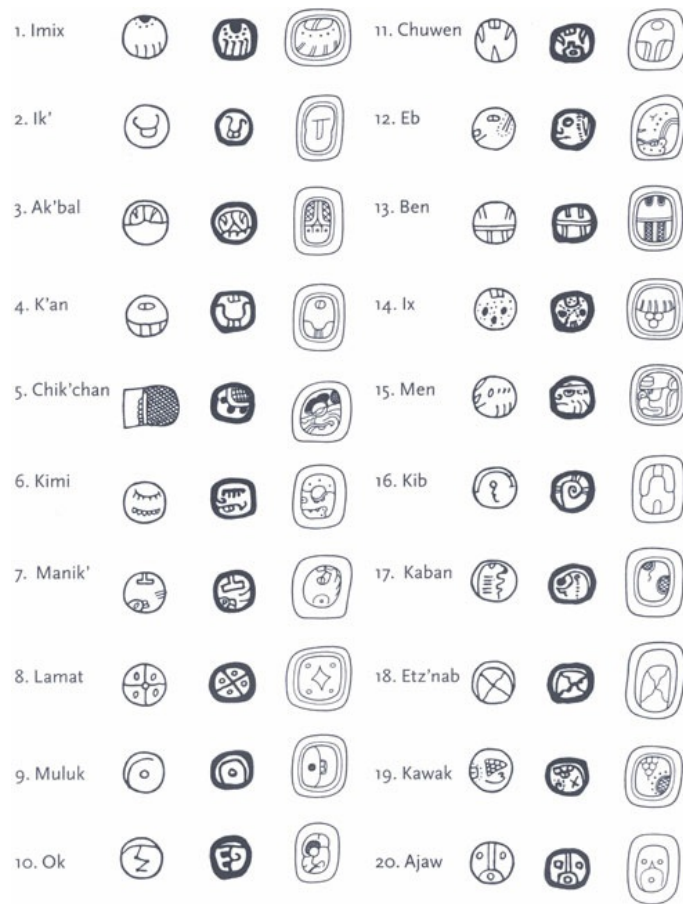 1. Imix
2. Ik'
3. Ak'bal
4. K'an
5. Chik'chan
6. Kimi
7. Manik'
8. Lamat
9. Muluk
10. Ok
11. Chuwen
12. Eb
13. Ben
14. Ix
15. Men
16. Kib
17. Kaban
18. Etz'nab
19. Kawak
20. Ajaw